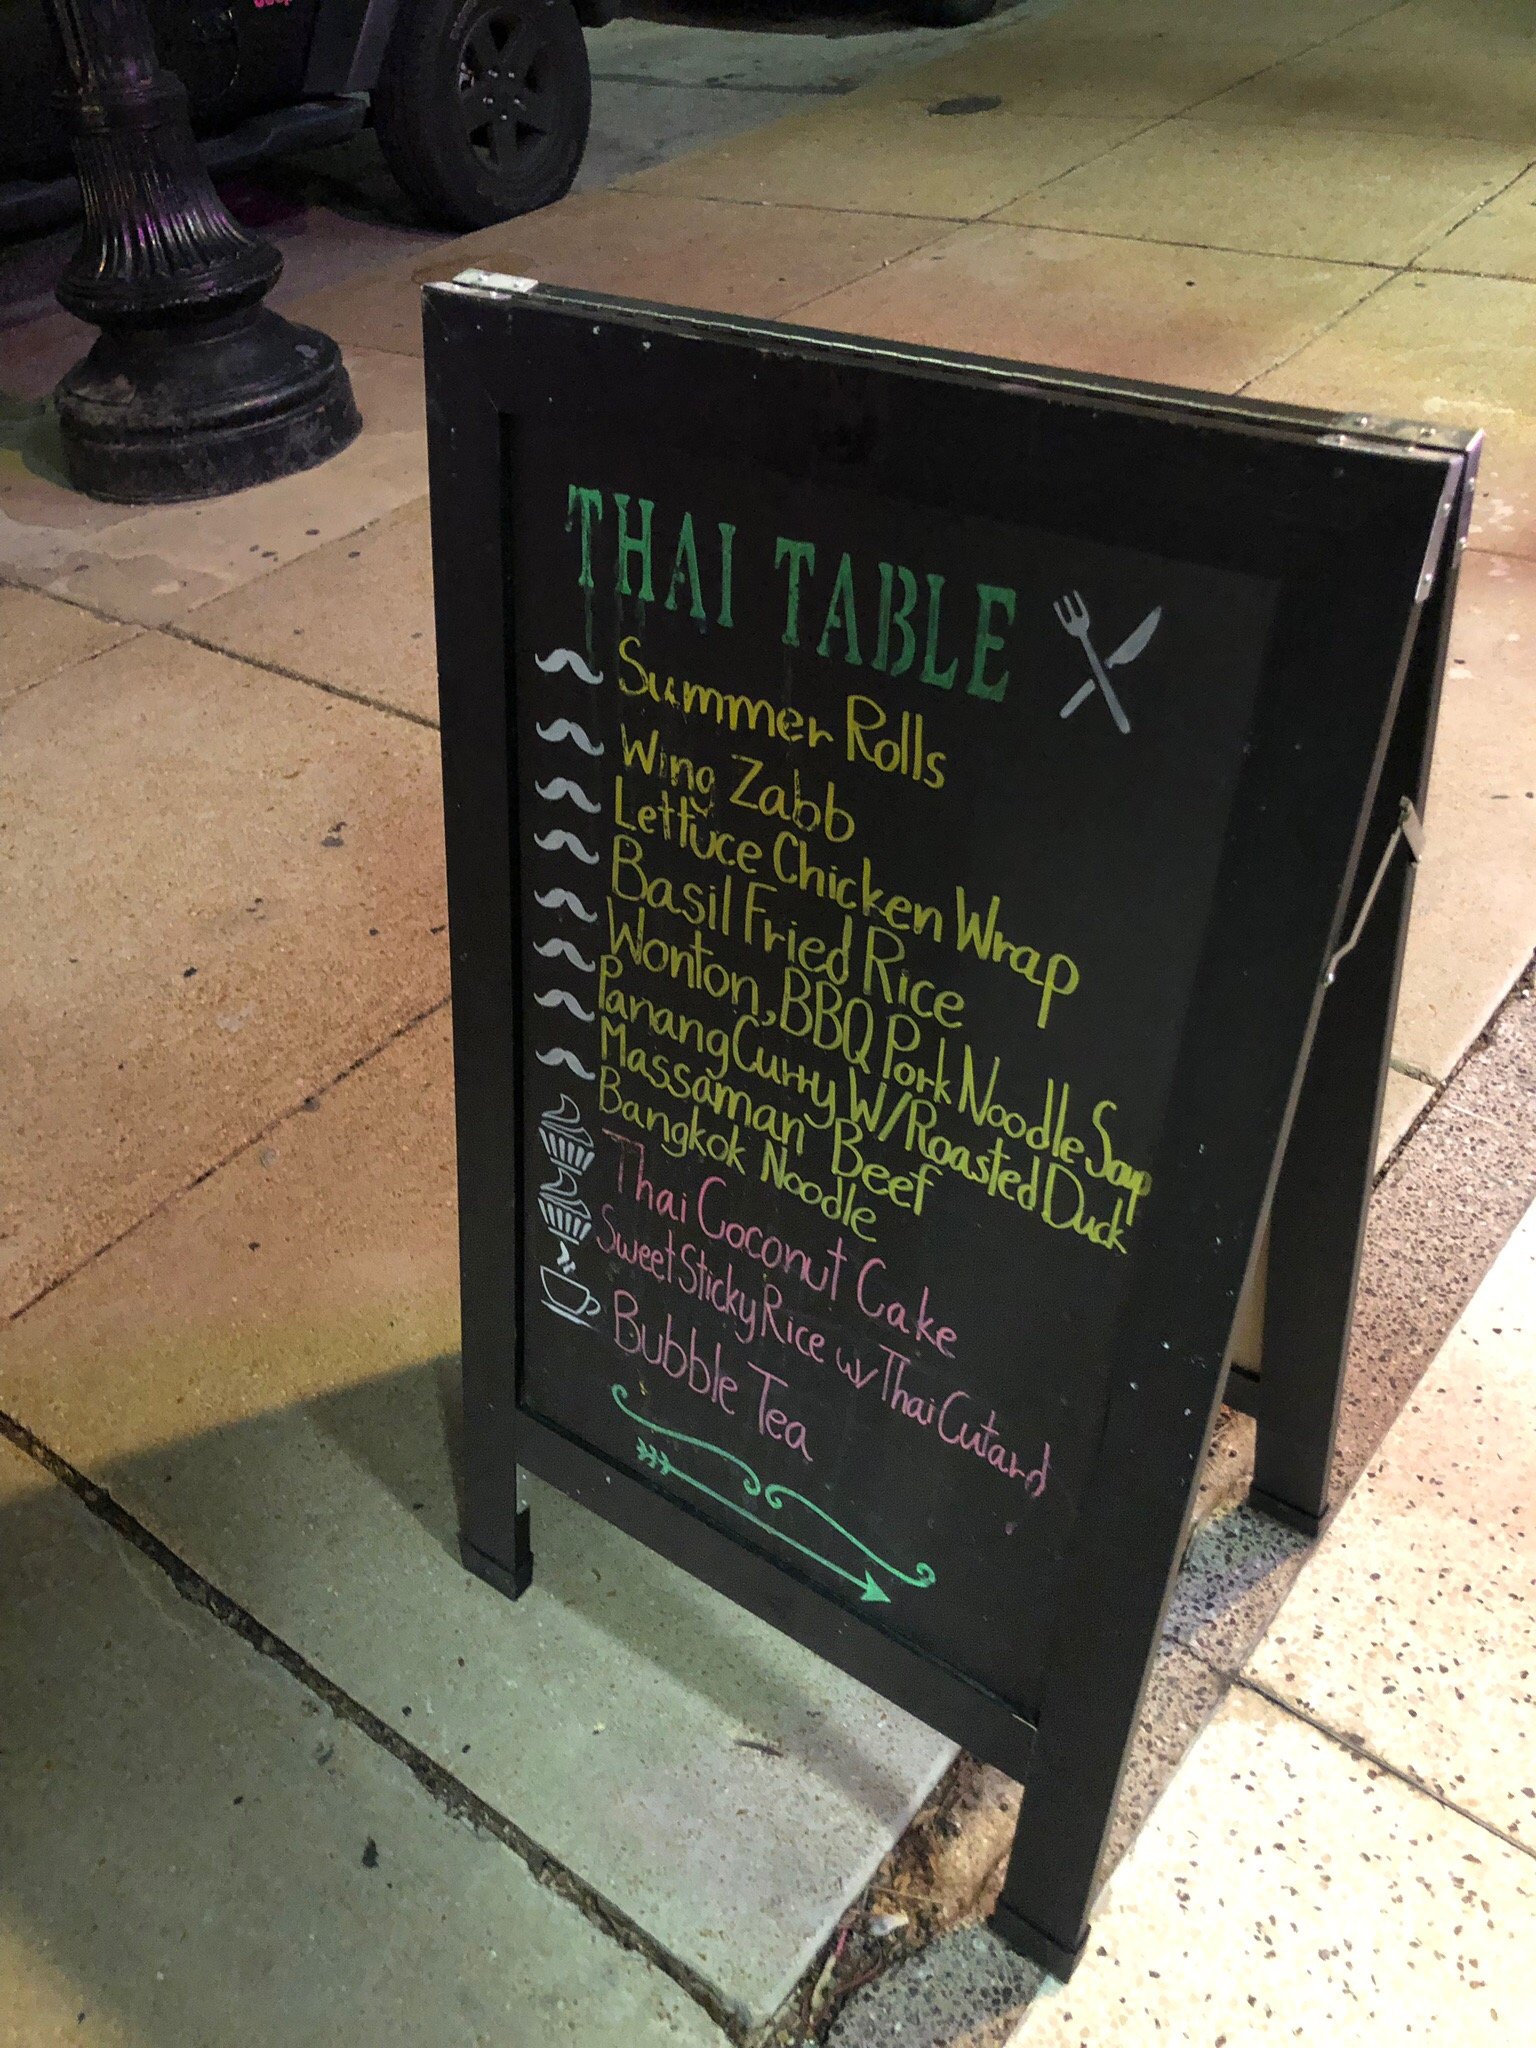 THAI TABLE
Summer Rolls
Wing Zabb
Lettuce Chicken Wrap
Basil Fried Rice
Wonton, BBQ Pork Noodle Soup
Panang Curry W/Roasted Duck
Massaman Beef
Bangkok Noodle
Thai Coconut Cake
Sweet Sticky Rice w/ Thai Cutard
Bubble Tea